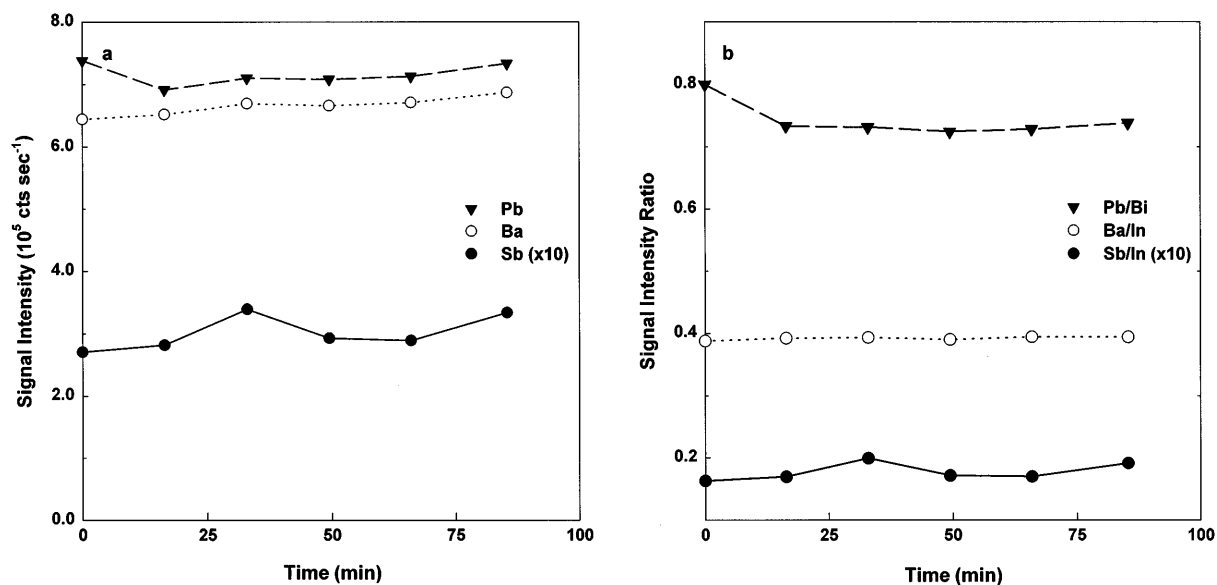 a
8.0
6.0
4.0
2.0
0.0
Signal Intensity (10⁵ cts sec⁻¹)
Pb
Ba
Sb (x10)
0 25 50 75 100
Time (min)
b
0.8
0.6
0.4
0.2
Signal Intensity Ratio
Pb/Bi
Ba/In
Sb/In (x10)
0 25 50 75 100
Time (min)